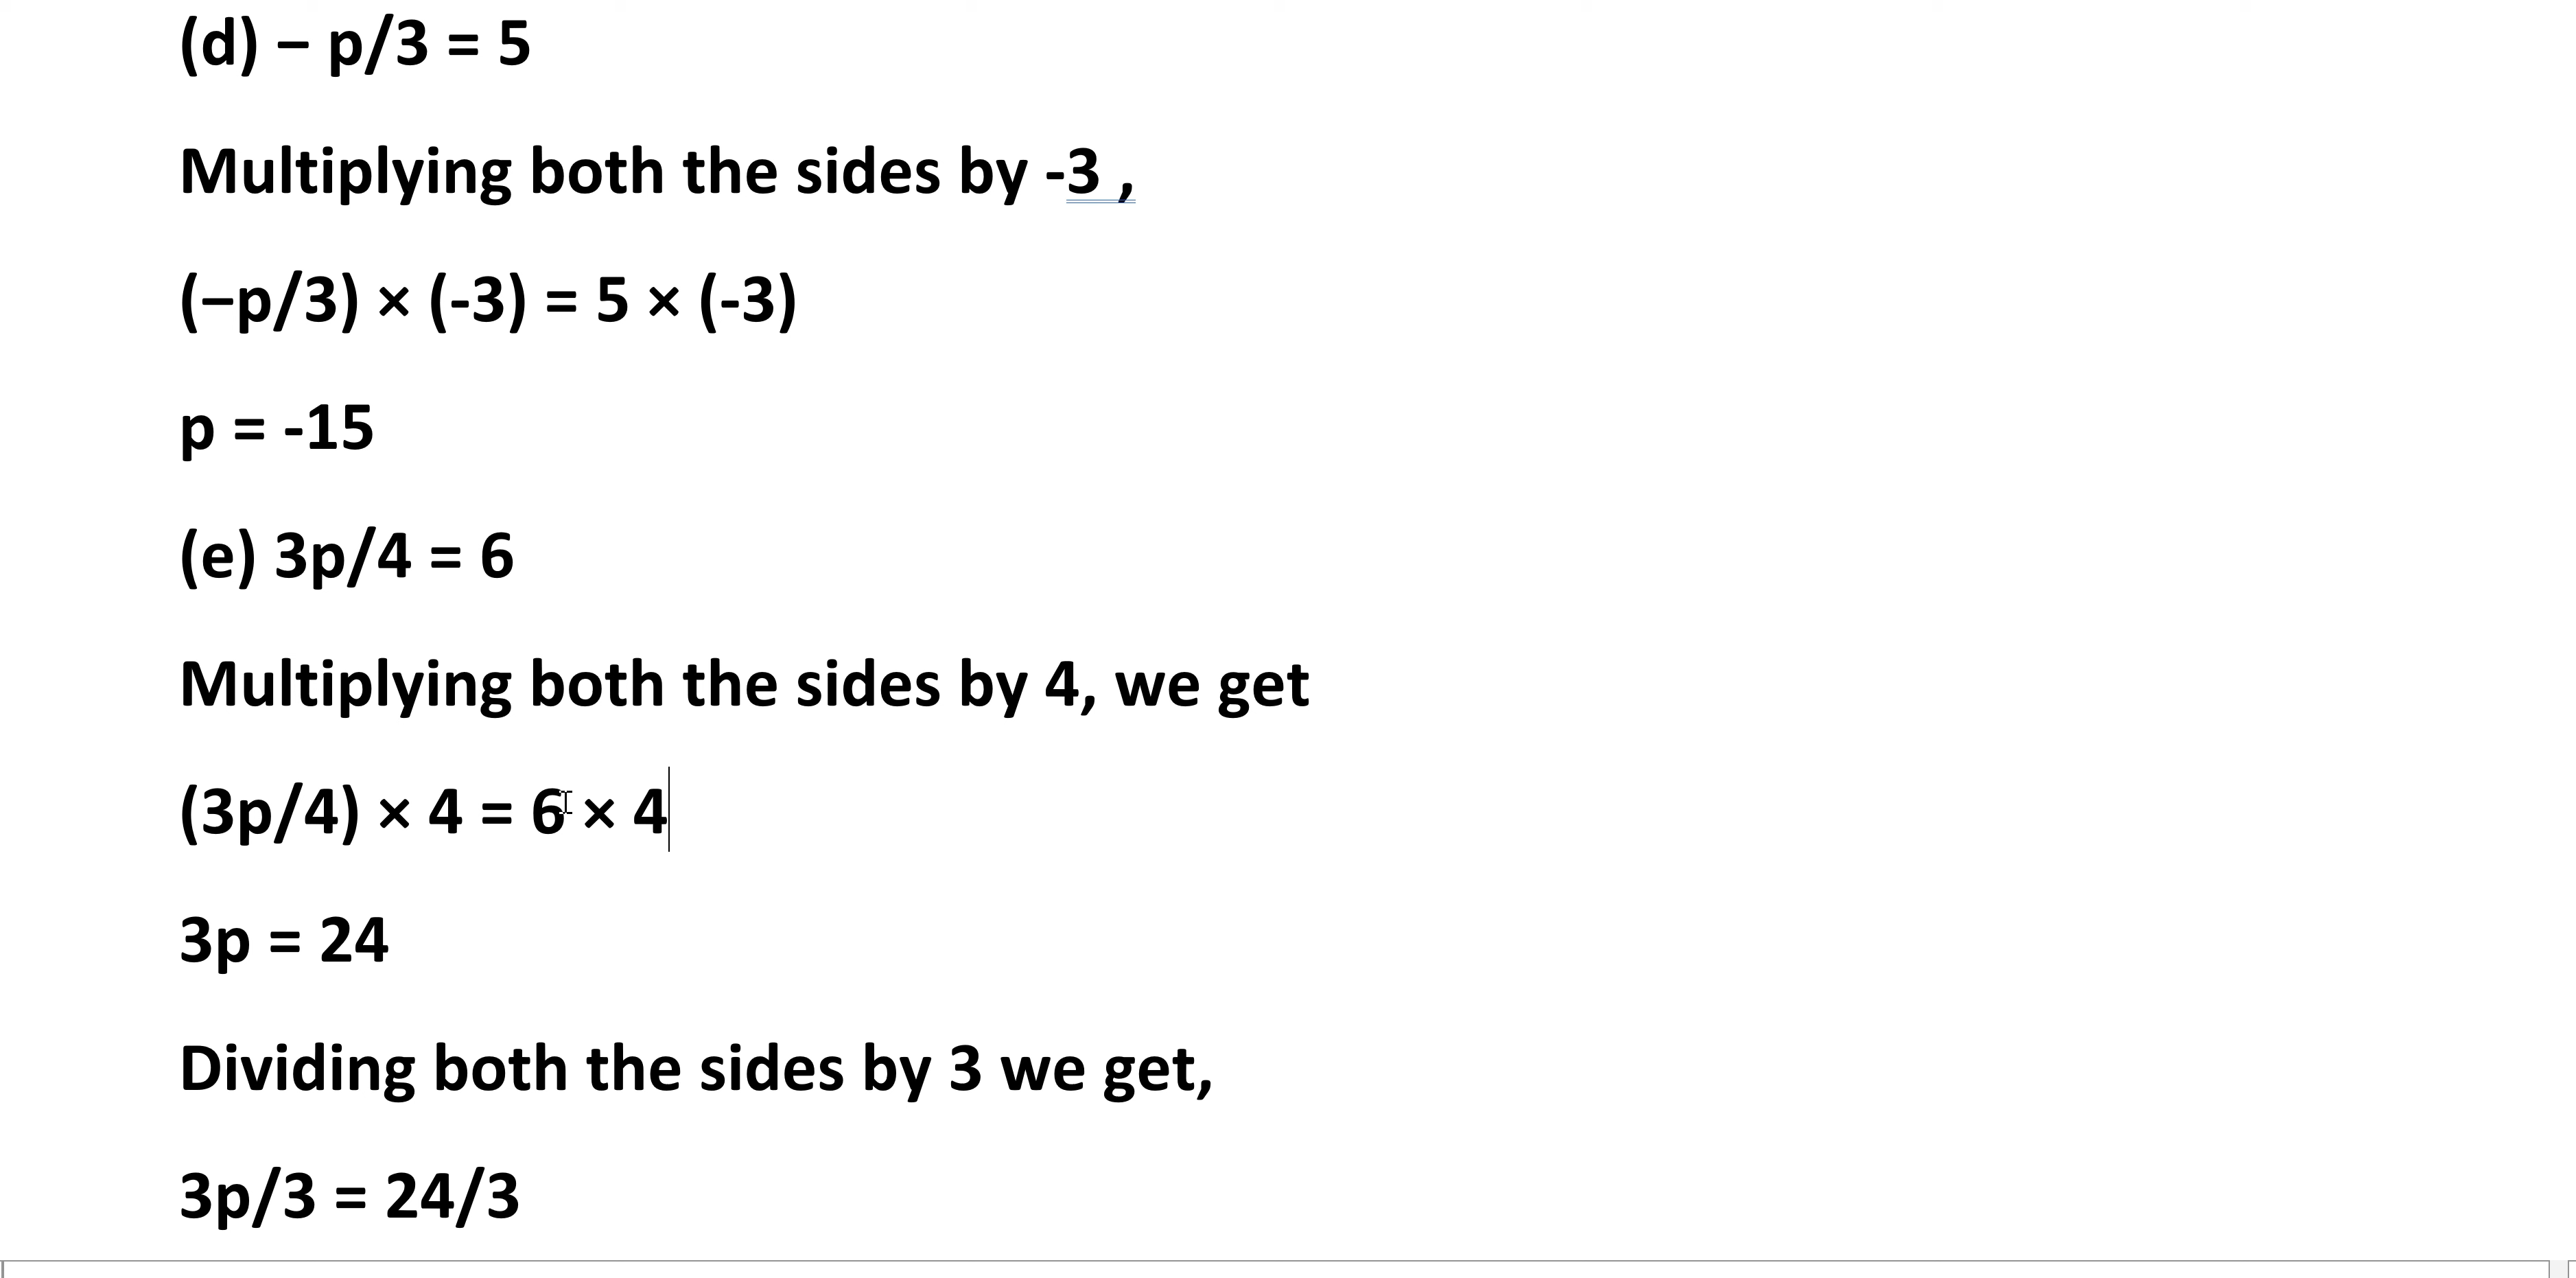 (d) – p/3 = 5
Multiplying both the sides by -3 ,
(–p/3) × (-3) = 5 × (-3)
p = -15
(e) 3p/4 = 6
Multiplying both the sides by 4, we get
(3p/4) × 4 = 6 × 4
3p = 24
Dividing both the sides by 3 we get,
3p/3 = 24/3